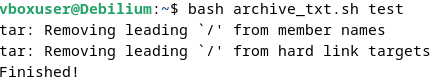 vboxuser@Debilium:~$ bash archive_txt.sh test
tar: Removing leading `/' from member names
tar: Removing leading `/' from hard link targets
Finished!